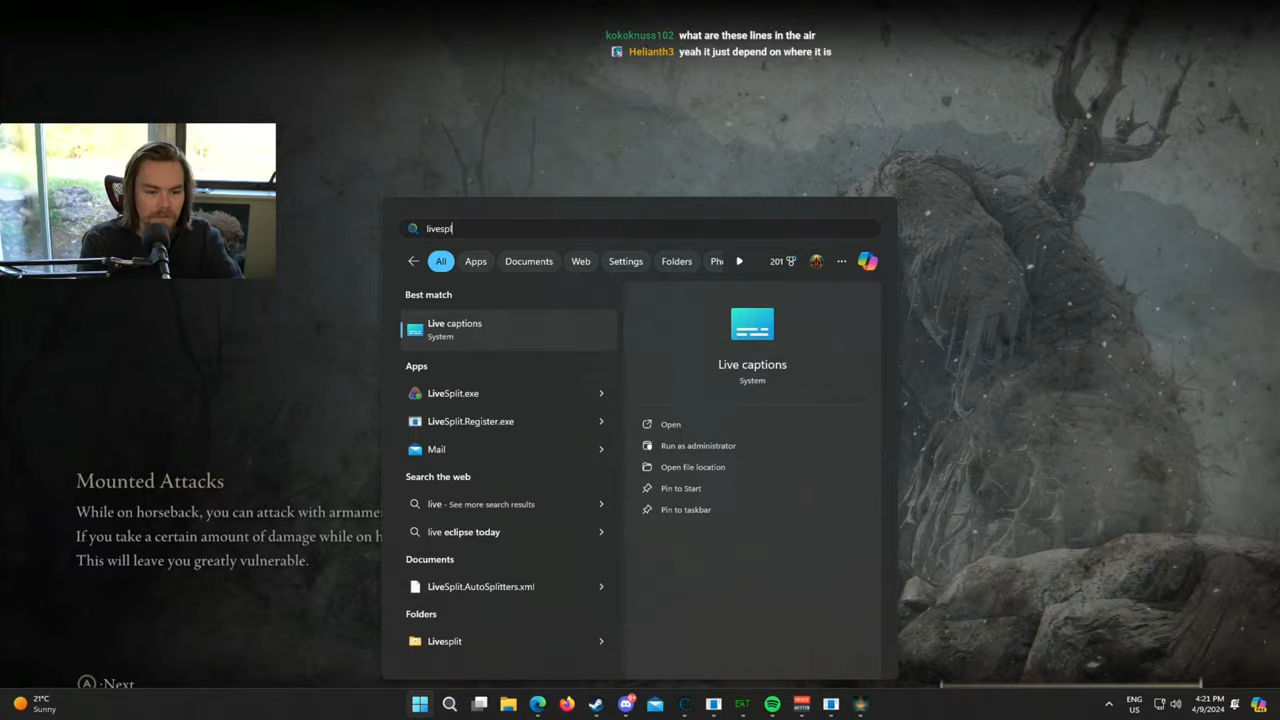 kokoknuss102 what are these lines in the air
Helianth3 yeah it just depend on where it is
livespl
All
Apps
Documents
Web
Settings
Folders
201
Best match
Live captions
System
Apps
LiveSplit.exe
LiveSplit.Register.exe
Mail
Search the web
live - See more search results
live eclipse today
Documents
LiveSplit.AutoSplitters.xml
Folders
Livesplit
Live captions
System
Open
Run as administrator
Open file location
Pin to Start
Pin to taskbar
Mounted Attacks
While on horseback, you can attack with armame
If you take a certain amount of damage while on h
This will leave you greatly vulnerable.
A :Next
21°C
Sunny
ERT
ENG
US
4:21 PM
4/9/2024